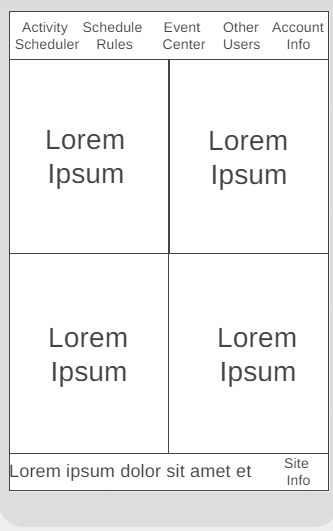 Activity Schedule Event Other Account
Scheduler Rules Center Users Info
Lorem Lorem
Ipsum Ipsum
Lorem Lorem
Ipsum Ipsum
Lorem ipsum dolor sit amet et Site
Info